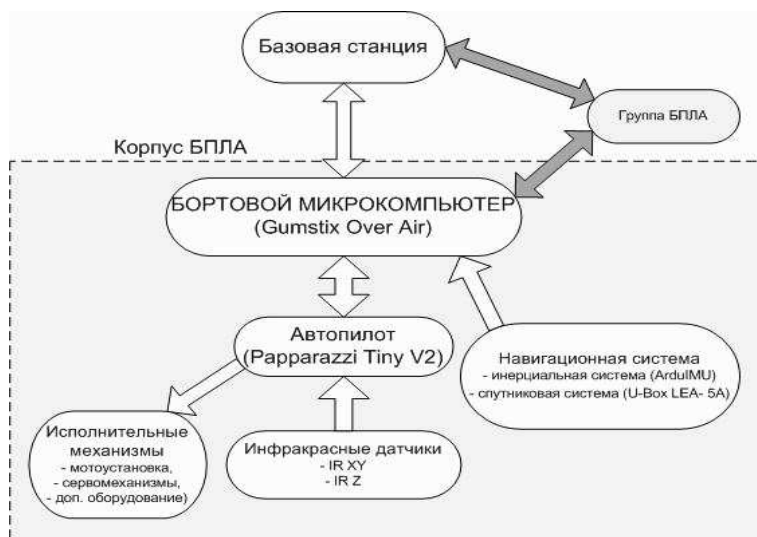 Базовая станция
Группа БПЛА
Корпус БПЛА
БОРТОВОЙ МИКРОКОМПЬЮТЕР
(Gumstix Over Air)
Автопилот
(Papparazzi Tiny V2)
Навигационная система
- инерциальная система (ArduIMU)
- спутниковая система (U-Box LEA- 5A)
Исполнительные
механизмы
- мотоустановка,
- сервомеханизмы,
- доп. оборудование)
Инфракрасные датчики
- IR XY
- IR Z